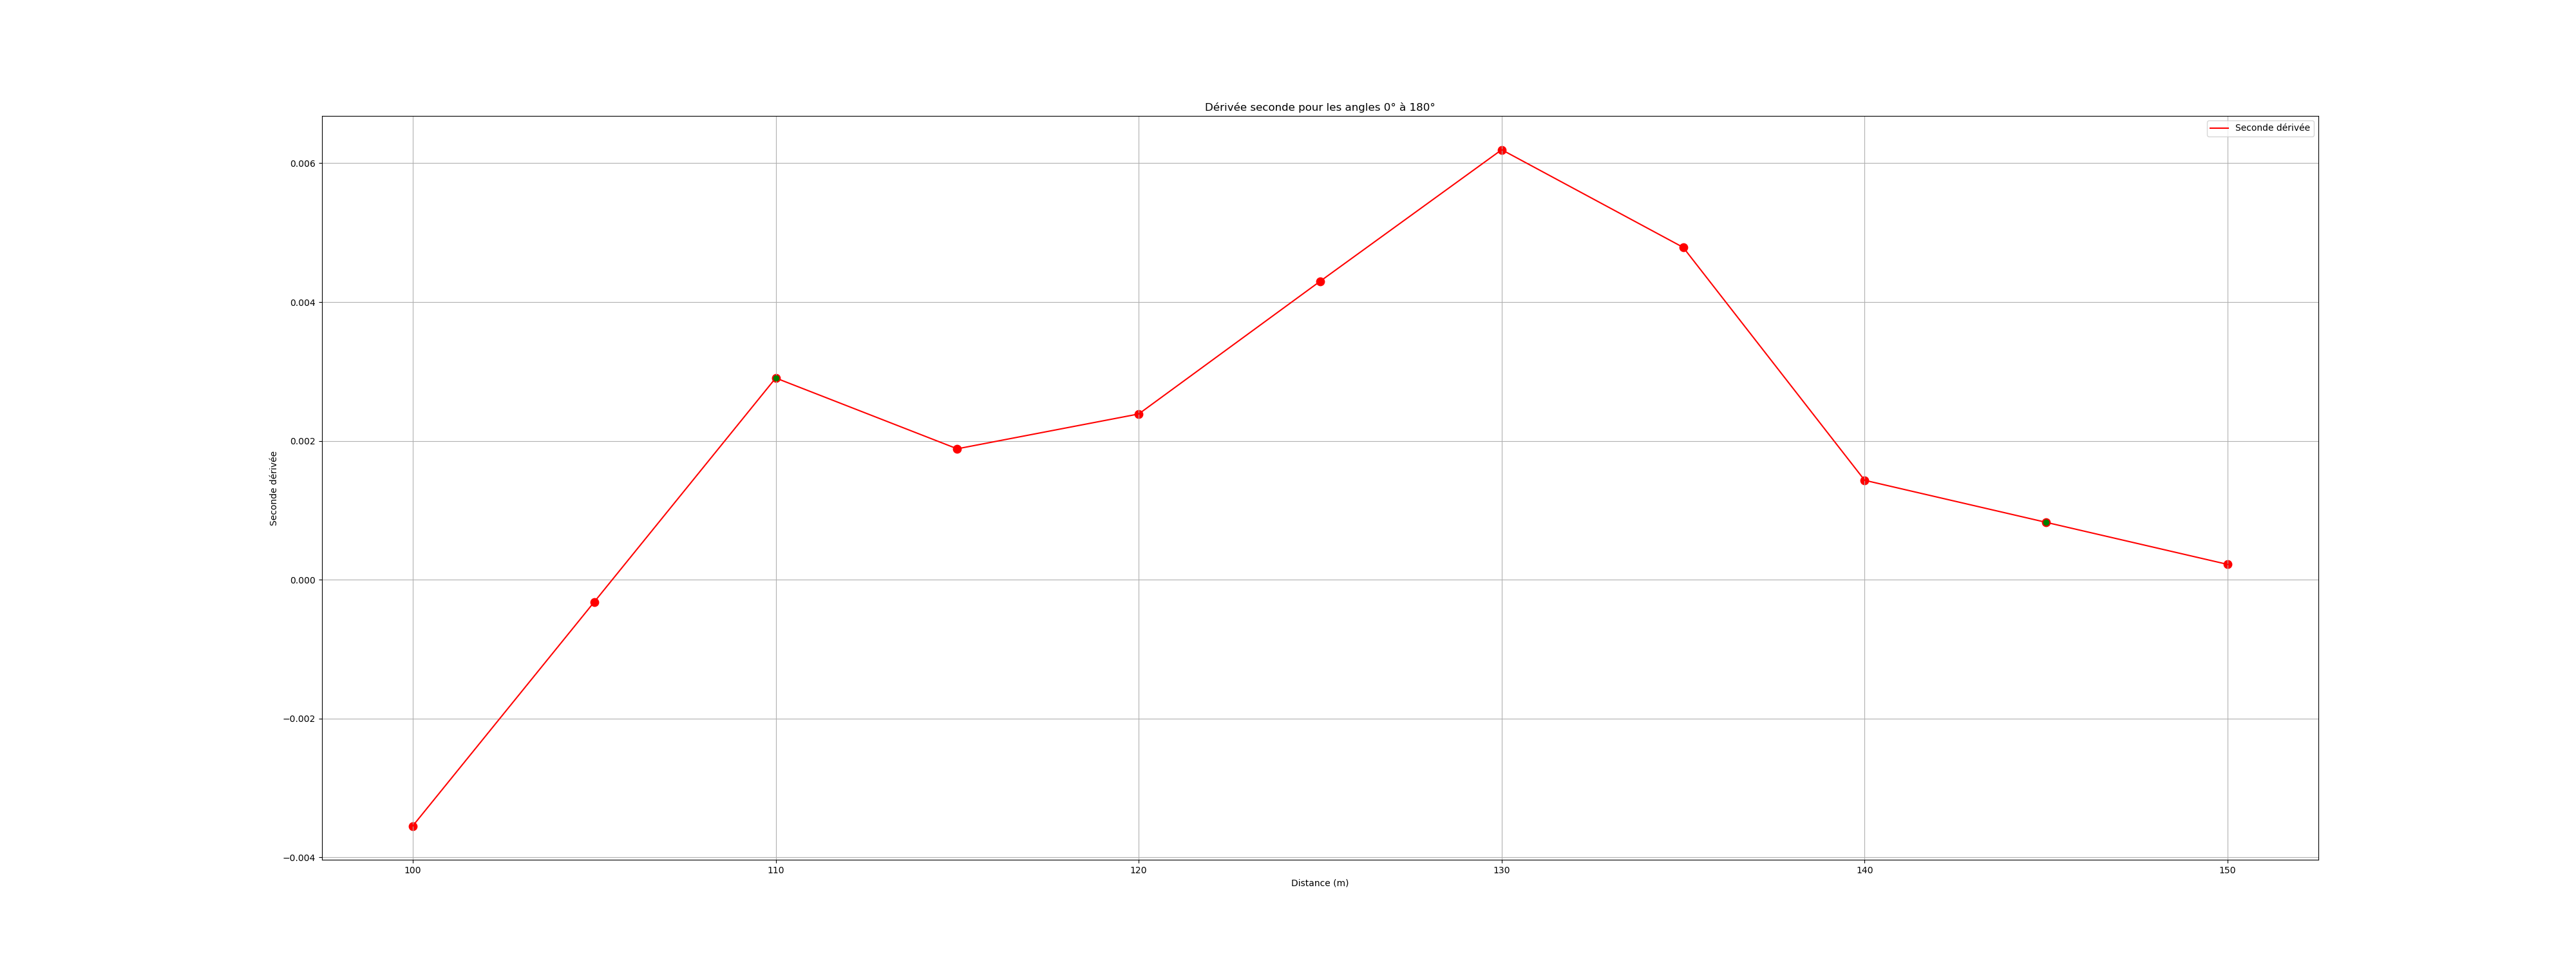 Dérivée seconde pour les angles 0° à 180°
Seconde dérivée
0.006
0.004
0.002
0.000
−0.002
−0.004
Seconde dérivée
100 110 120 130 140 150
Distance (m)